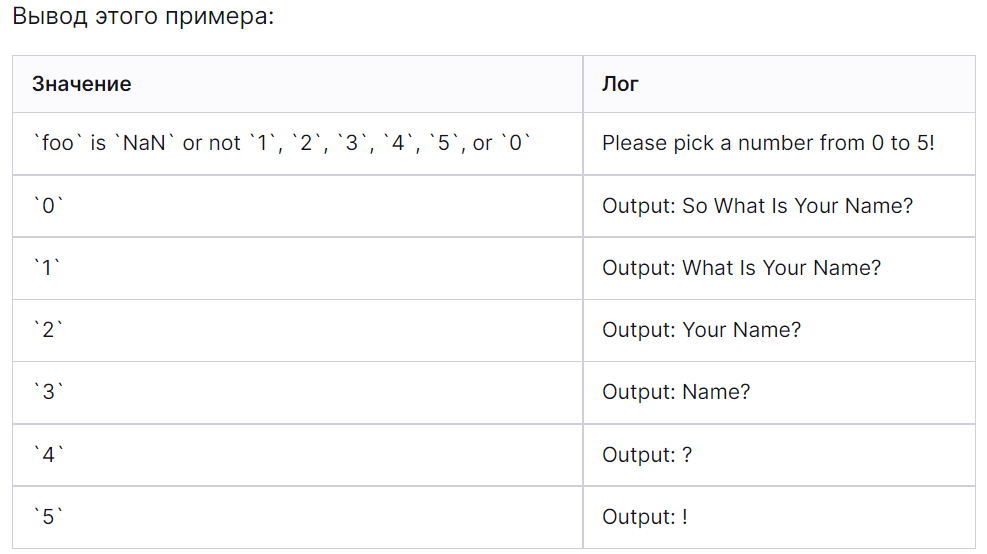 Вывод этого примера:
Значение Лог
`foo` is `NaN` or not `1`, `2`, `3`, `4`, `5`, or `0` Please pick a number from 0 to 5!
`0` Output: So What Is Your Name?
`1` Output: What Is Your Name?
`2` Output: Your Name?
`3` Output: Name?
`4` Output: ?
`5` Output: !